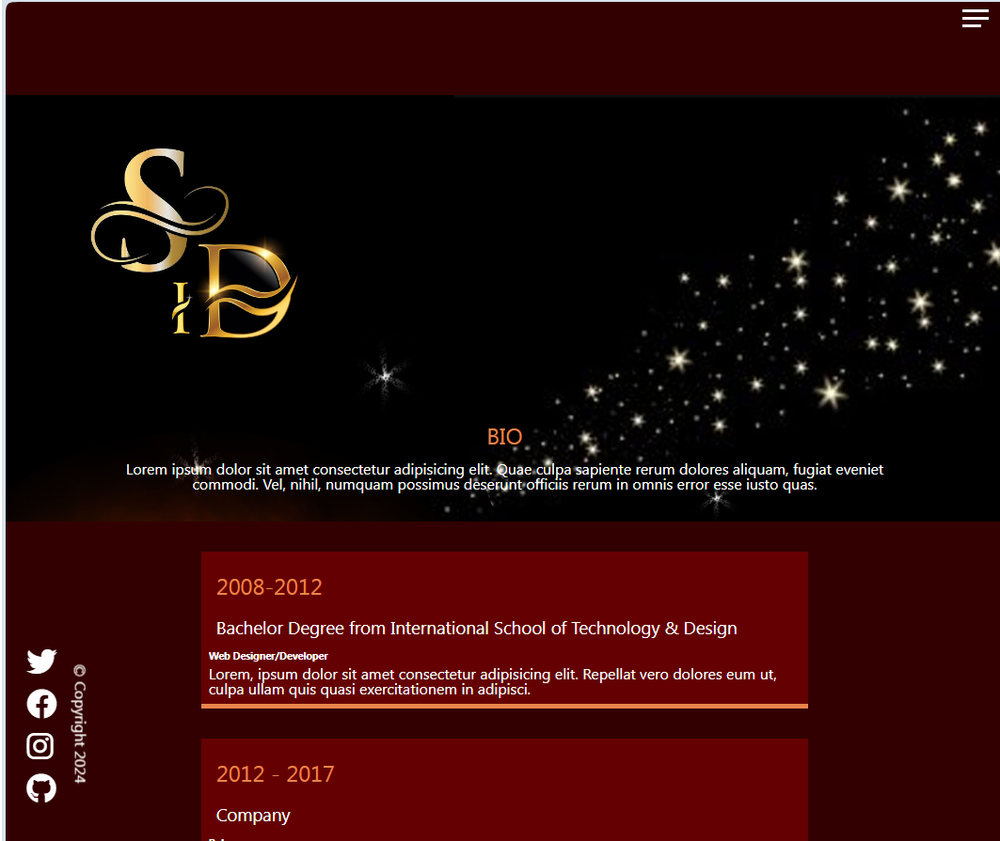 S
ID
BIO
Lorem ipsum dolor sit amet consectetur adipisicing elit. Quae culpa sapiente rerum dolores aliquam, fugiat eveniet
commodi. Vel, nihil, numquam possimus deserunt officiis rerum in omnis error esse iusto quas.
2008-2012
Bachelor Degree from International School of Technology & Design
Web Designer/Developer
Lorem, ipsum dolor sit amet consectetur adipisicing elit. Repellat vero dolores eum ut,
culpa ullam quis quasi exercitationem in adipisci.
2012 - 2017
Company
© Copyright 2024